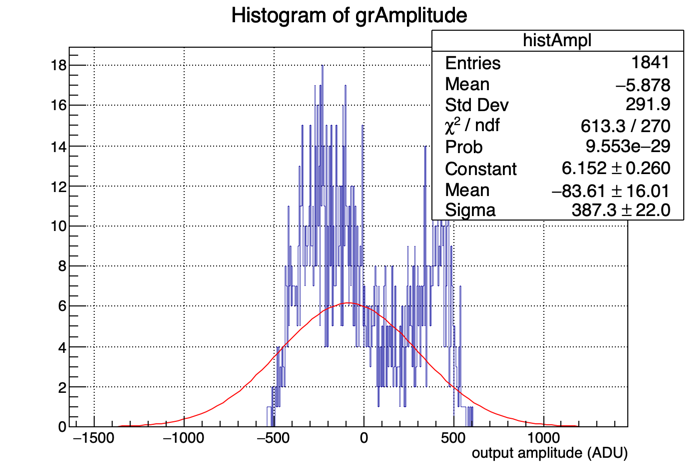 Histogram of grAmplitude
histAmpl
Entries 1841
Mean −5.878
Std Dev 291.9
χ² / ndf 613.3 / 270
Prob 9.553e−29
Constant 6.152 ± 0.260
Mean −83.61 ± 16.01
Sigma 387.3 ± 22.0
18
16
14
12
10
8
6
4
2
0
−1500 −1000 −500 0 500 1000
output amplitude (ADU)